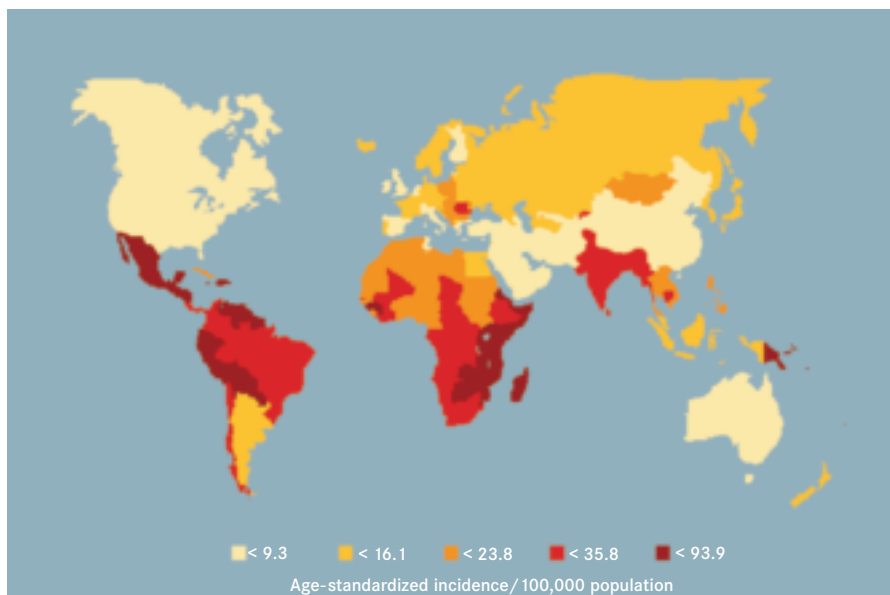 < 9.3 < 16.1 < 23.8 < 35.8 < 93.9
Age-standardized incidence/100,000 population